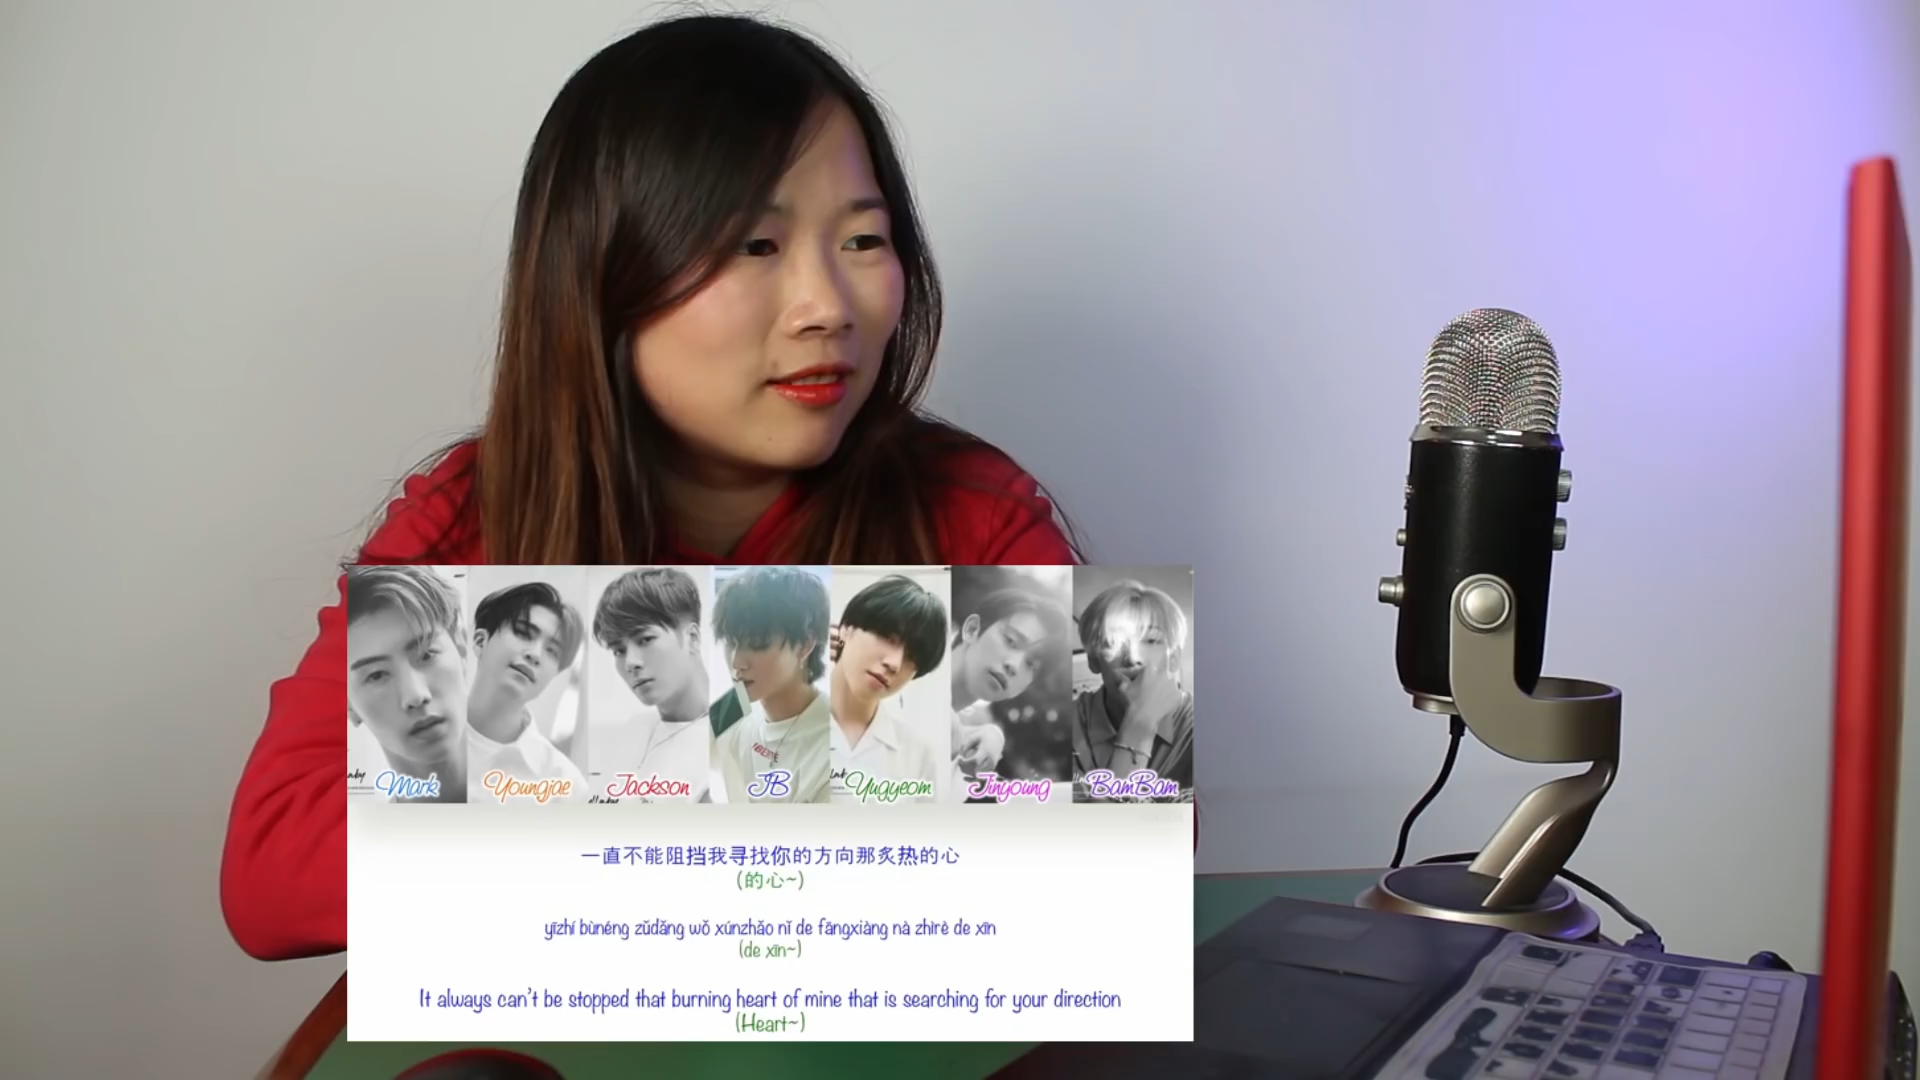 Mark
Youngjae
Jackson
JB
Yugyeom
Jinyoung
BamBam
一直不能阻挡我寻找你的方向那炙热的心
(的心~)
yīzhí bùnéng zǔdǎng wǒ xúnzhǎo nǐ de fāngxiàng nà zhìrè de xīn
(de xīn~)
It always can't be stopped that burning heart of mine that is searching for your direction
(Heart~)